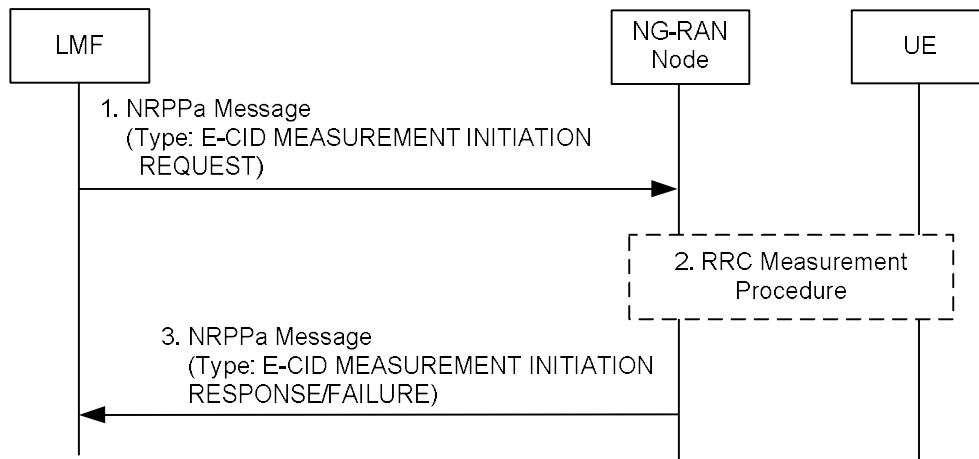 LMF
NG-RAN
Node
UE
1. NRPPa Message
(Type: E-CID MEASUREMENT INITIATION
REQUEST)
2. RRC Measurement
Procedure
3. NRPPa Message
(Type: E-CID MEASUREMENT INITIATION
RESPONSE/FAILURE)